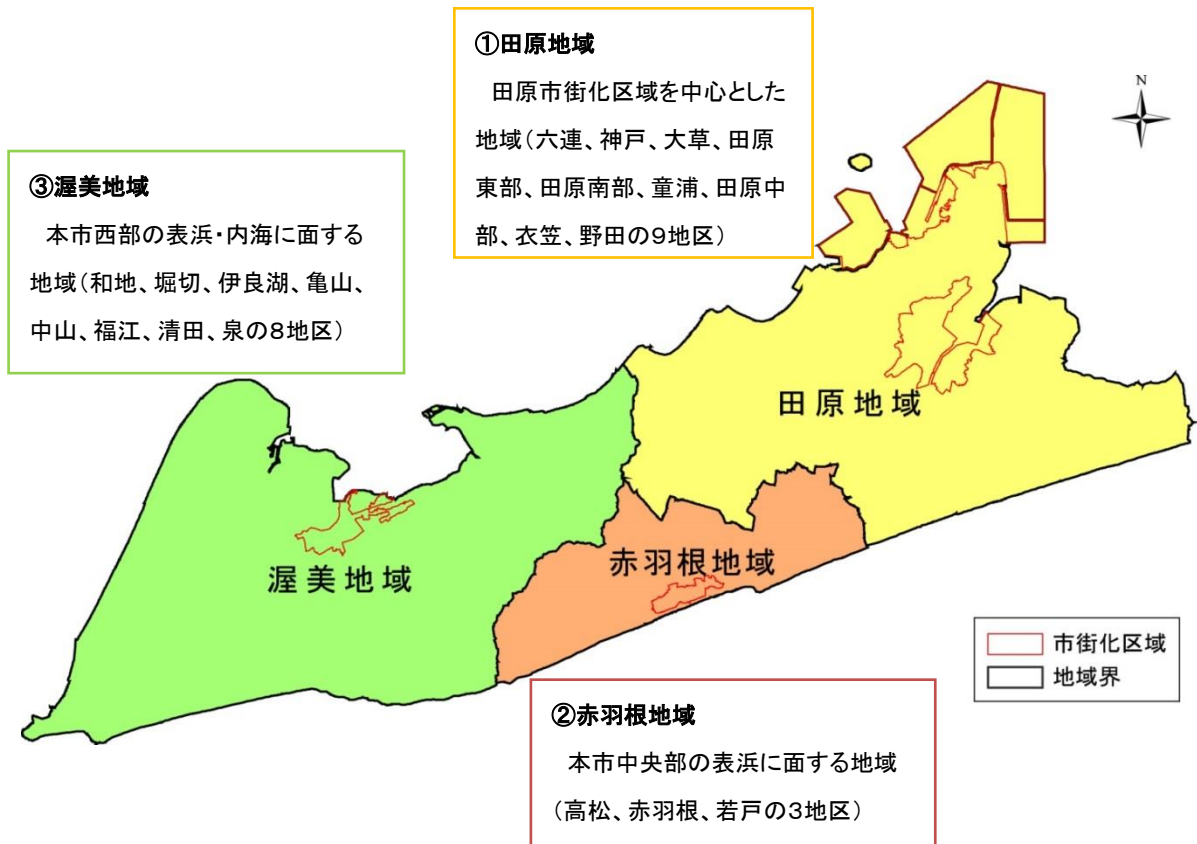 ①田原地域
田原市街化区域を中心とした
地域(六連、神戸、大草、田原
東部、田原南部、童浦、田原中
部、衣笠、野田の9地区)
N
③渥美地域
本市西部の表浜・内海に面する
地域(和地、堀切、伊良湖、亀山、
中山、福江、清田、泉の8地区)
田原地域
赤羽根地域
渥美地域
市街化区域
地域界
②赤羽根地域
本市中央部の表浜に面する地域
(高松、赤羽根、若戸の3地区)